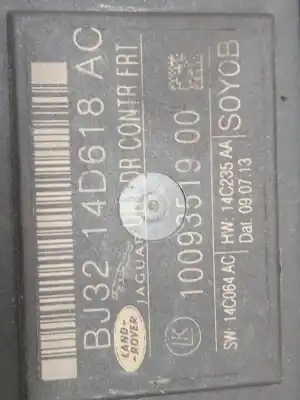 BJ32 14D618 AC
LAND-
ROVER
JAGUAR DR CONTR FRT
K 10093519 00
SW: 14C064 AC HW: 14C235 AA
Dat. 09.07.13
SOYOB